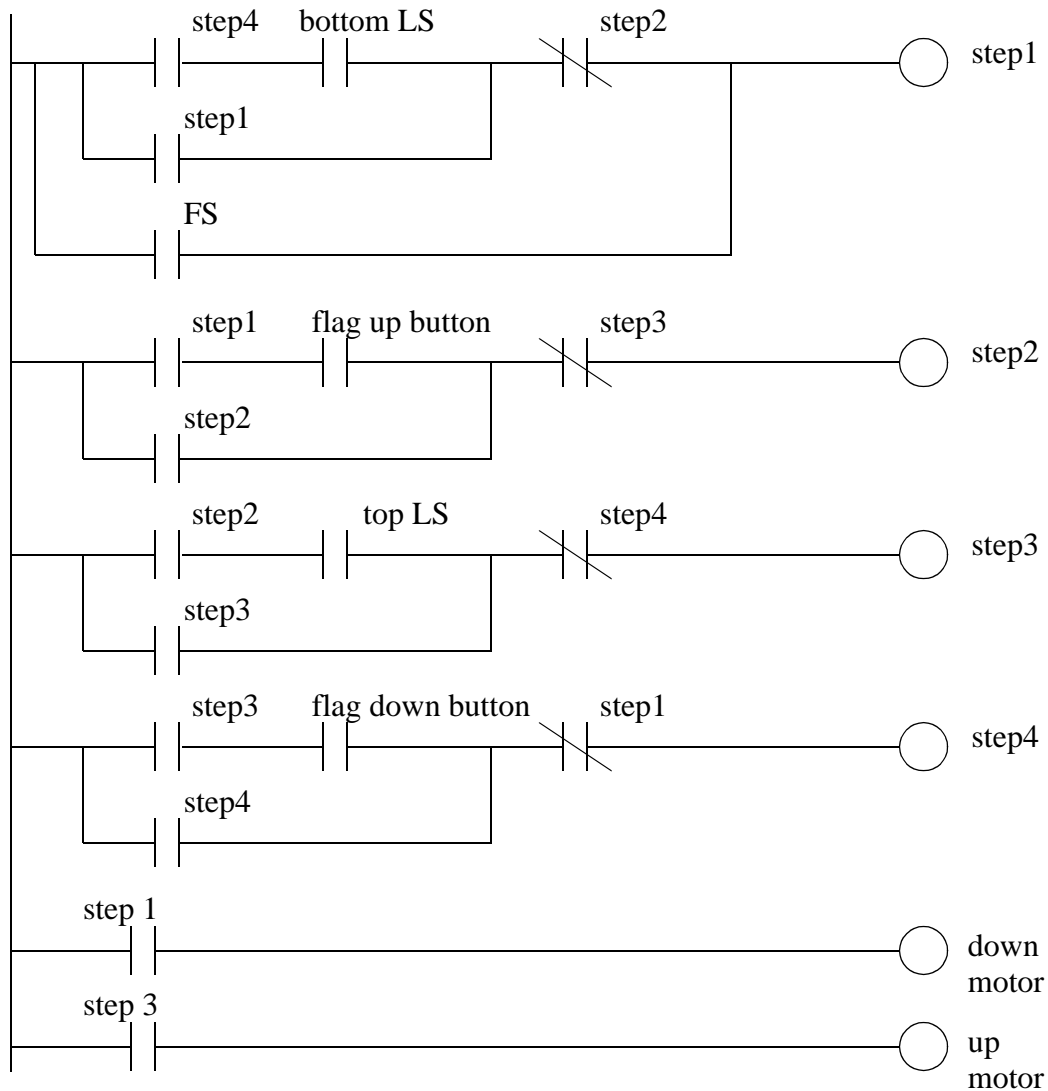 step4 bottom LS step2
step1
step1
FS
step1 flag up button step3
step2
step2
step2 top LS step4
step3
step3
step3 flag down button step1
step4
step4
step 1
down
motor
step 3
up
motor